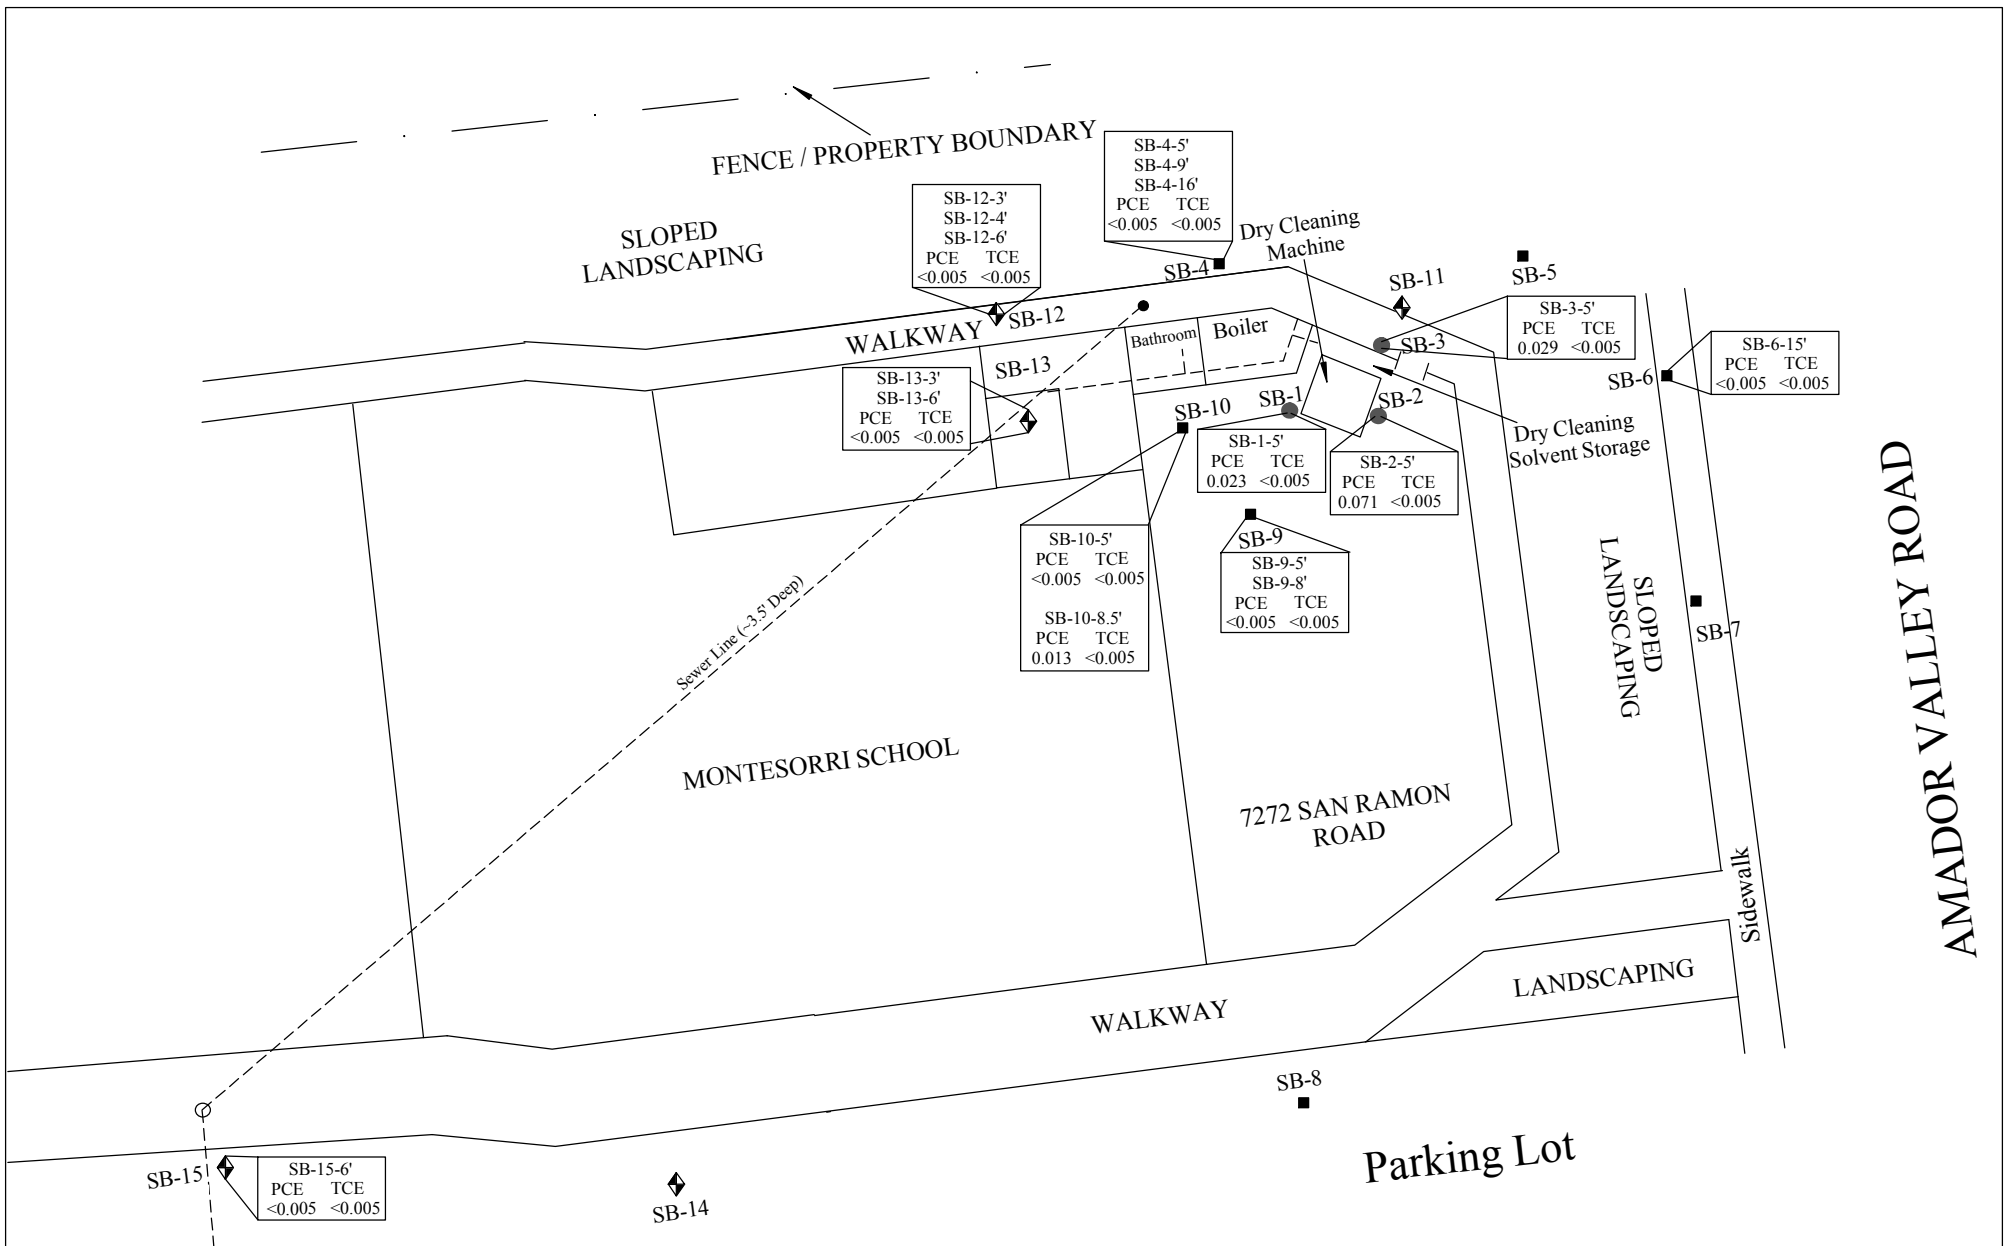 FENCE / PROPERTY BOUNDARY
SLOPED
LANDSCAPING
SB-12-3'
SB-12-4'
SB-12-6'
PCE TCE
<0.005 <0.005
SB-4-5'
SB-4-9'
SB-4-16'
PCE TCE
<0.005 <0.005
Dry Cleaning
Machine
SB-4
SB-11
SB-5
SB-12
WALKWAY
Bathroom
Boiler
SB-3
SB-3-5'
PCE TCE
0.029 <0.005
SB-6
SB-6-15'
PCE TCE
<0.005 <0.005
SB-13
SB-13-3'
SB-13-6'
PCE TCE
<0.005 <0.005
SB-10
SB-1
SB-2
SB-1-5'
PCE TCE
0.023 <0.005
SB-2-5'
PCE TCE
0.071 <0.005
Dry Cleaning
Solvent Storage
SB-10-5'
PCE TCE
<0.005 <0.005
SB-10-8.5'
PCE TCE
0.013 <0.005
SB-9
SB-9-5'
SB-9-8'
PCE TCE
<0.005 <0.005
SLOPED
LANDSCAPING
SB-7
AMADOR VALLEY ROAD
Sewer Line (~3.5' Deep)
MONTESORRI SCHOOL
7272 SAN RAMON
ROAD
Sidewalk
LANDSCAPING
WALKWAY
SB-8
Parking Lot
SB-15
SB-15-6'
PCE TCE
<0.005 <0.005
SB-14